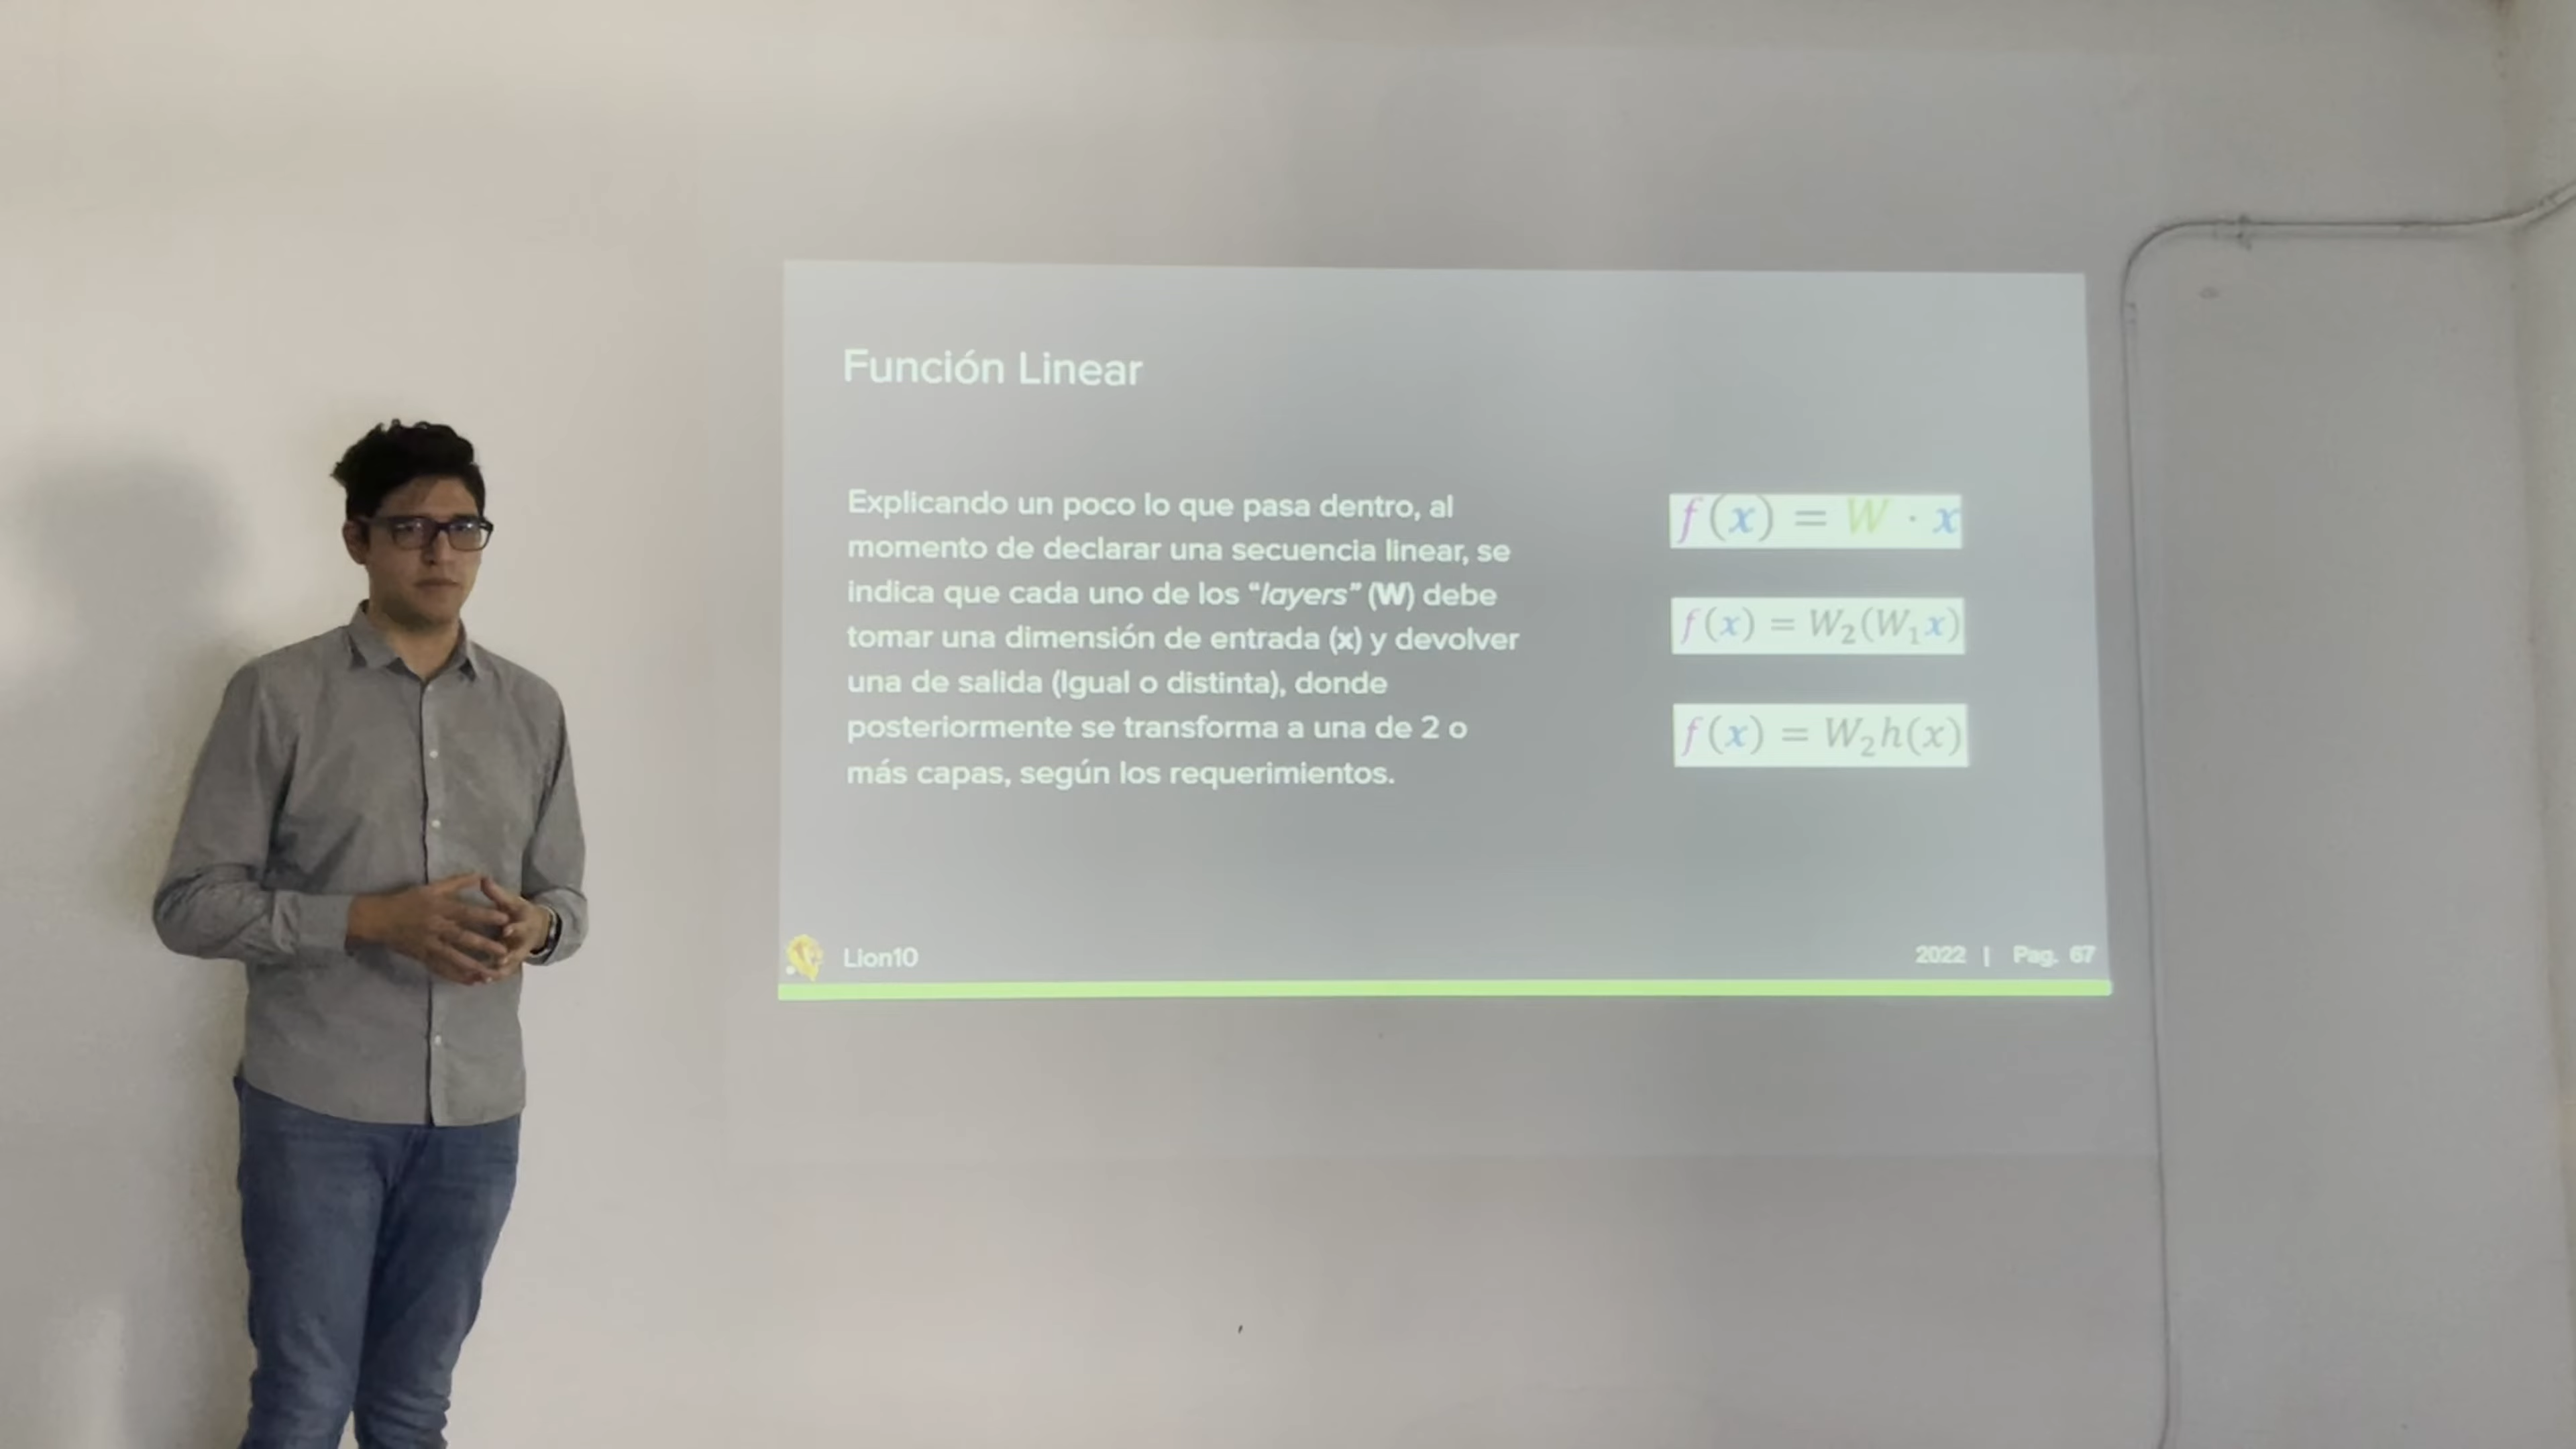 Función Linear
Explicando un poco lo que pasa dentro, al
momento de declarar una secuencia linear, se
indica que cada uno de los “layers” (W) debe
tomar una dimensión de entrada (x) y devolver
una de salida (Igual o distinta), donde
posteriormente se transforma a una de 2 o
más capas, según los requerimientos.
f(x) = W · x
f(x) = W₂(W₁x)
f(x) = W₂h(x)
Lion10
2022 | Pag. 67